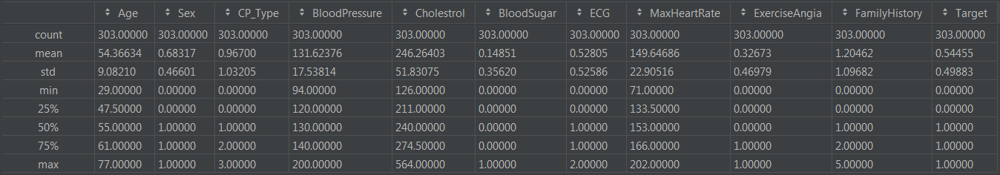 Age Sex CP_Type BloodPressure Cholestrol BloodSugar ECG MaxHeartRate ExerciseAngia FamilyHistory Target
count 303.00000 303.00000 303.00000 303.00000 303.00000 303.00000 303.00000 303.00000 303.00000 303.00000 303.00000
mean 54.36634 0.68317 0.96700 131.62376 246.26403 0.14851 0.52805 149.64686 0.32673 1.20462 0.54455
std 9.08210 0.46601 1.03205 17.53814 51.83075 0.35620 0.52586 22.90516 0.46979 1.09682 0.49883
min 29.00000 0.00000 0.00000 94.00000 126.00000 0.00000 0.00000 71.00000 0.00000 0.00000 0.00000
25% 47.50000 0.00000 0.00000 120.00000 211.00000 0.00000 0.00000 133.50000 0.00000 0.00000 0.00000
50% 55.00000 1.00000 1.00000 130.00000 240.00000 0.00000 1.00000 153.00000 0.00000 1.00000 1.00000
75% 61.00000 1.00000 2.00000 140.00000 274.50000 0.00000 1.00000 166.00000 1.00000 2.00000 1.00000
max 77.00000 1.00000 3.00000 200.00000 564.00000 1.00000 2.00000 202.00000 1.00000 5.00000 1.00000